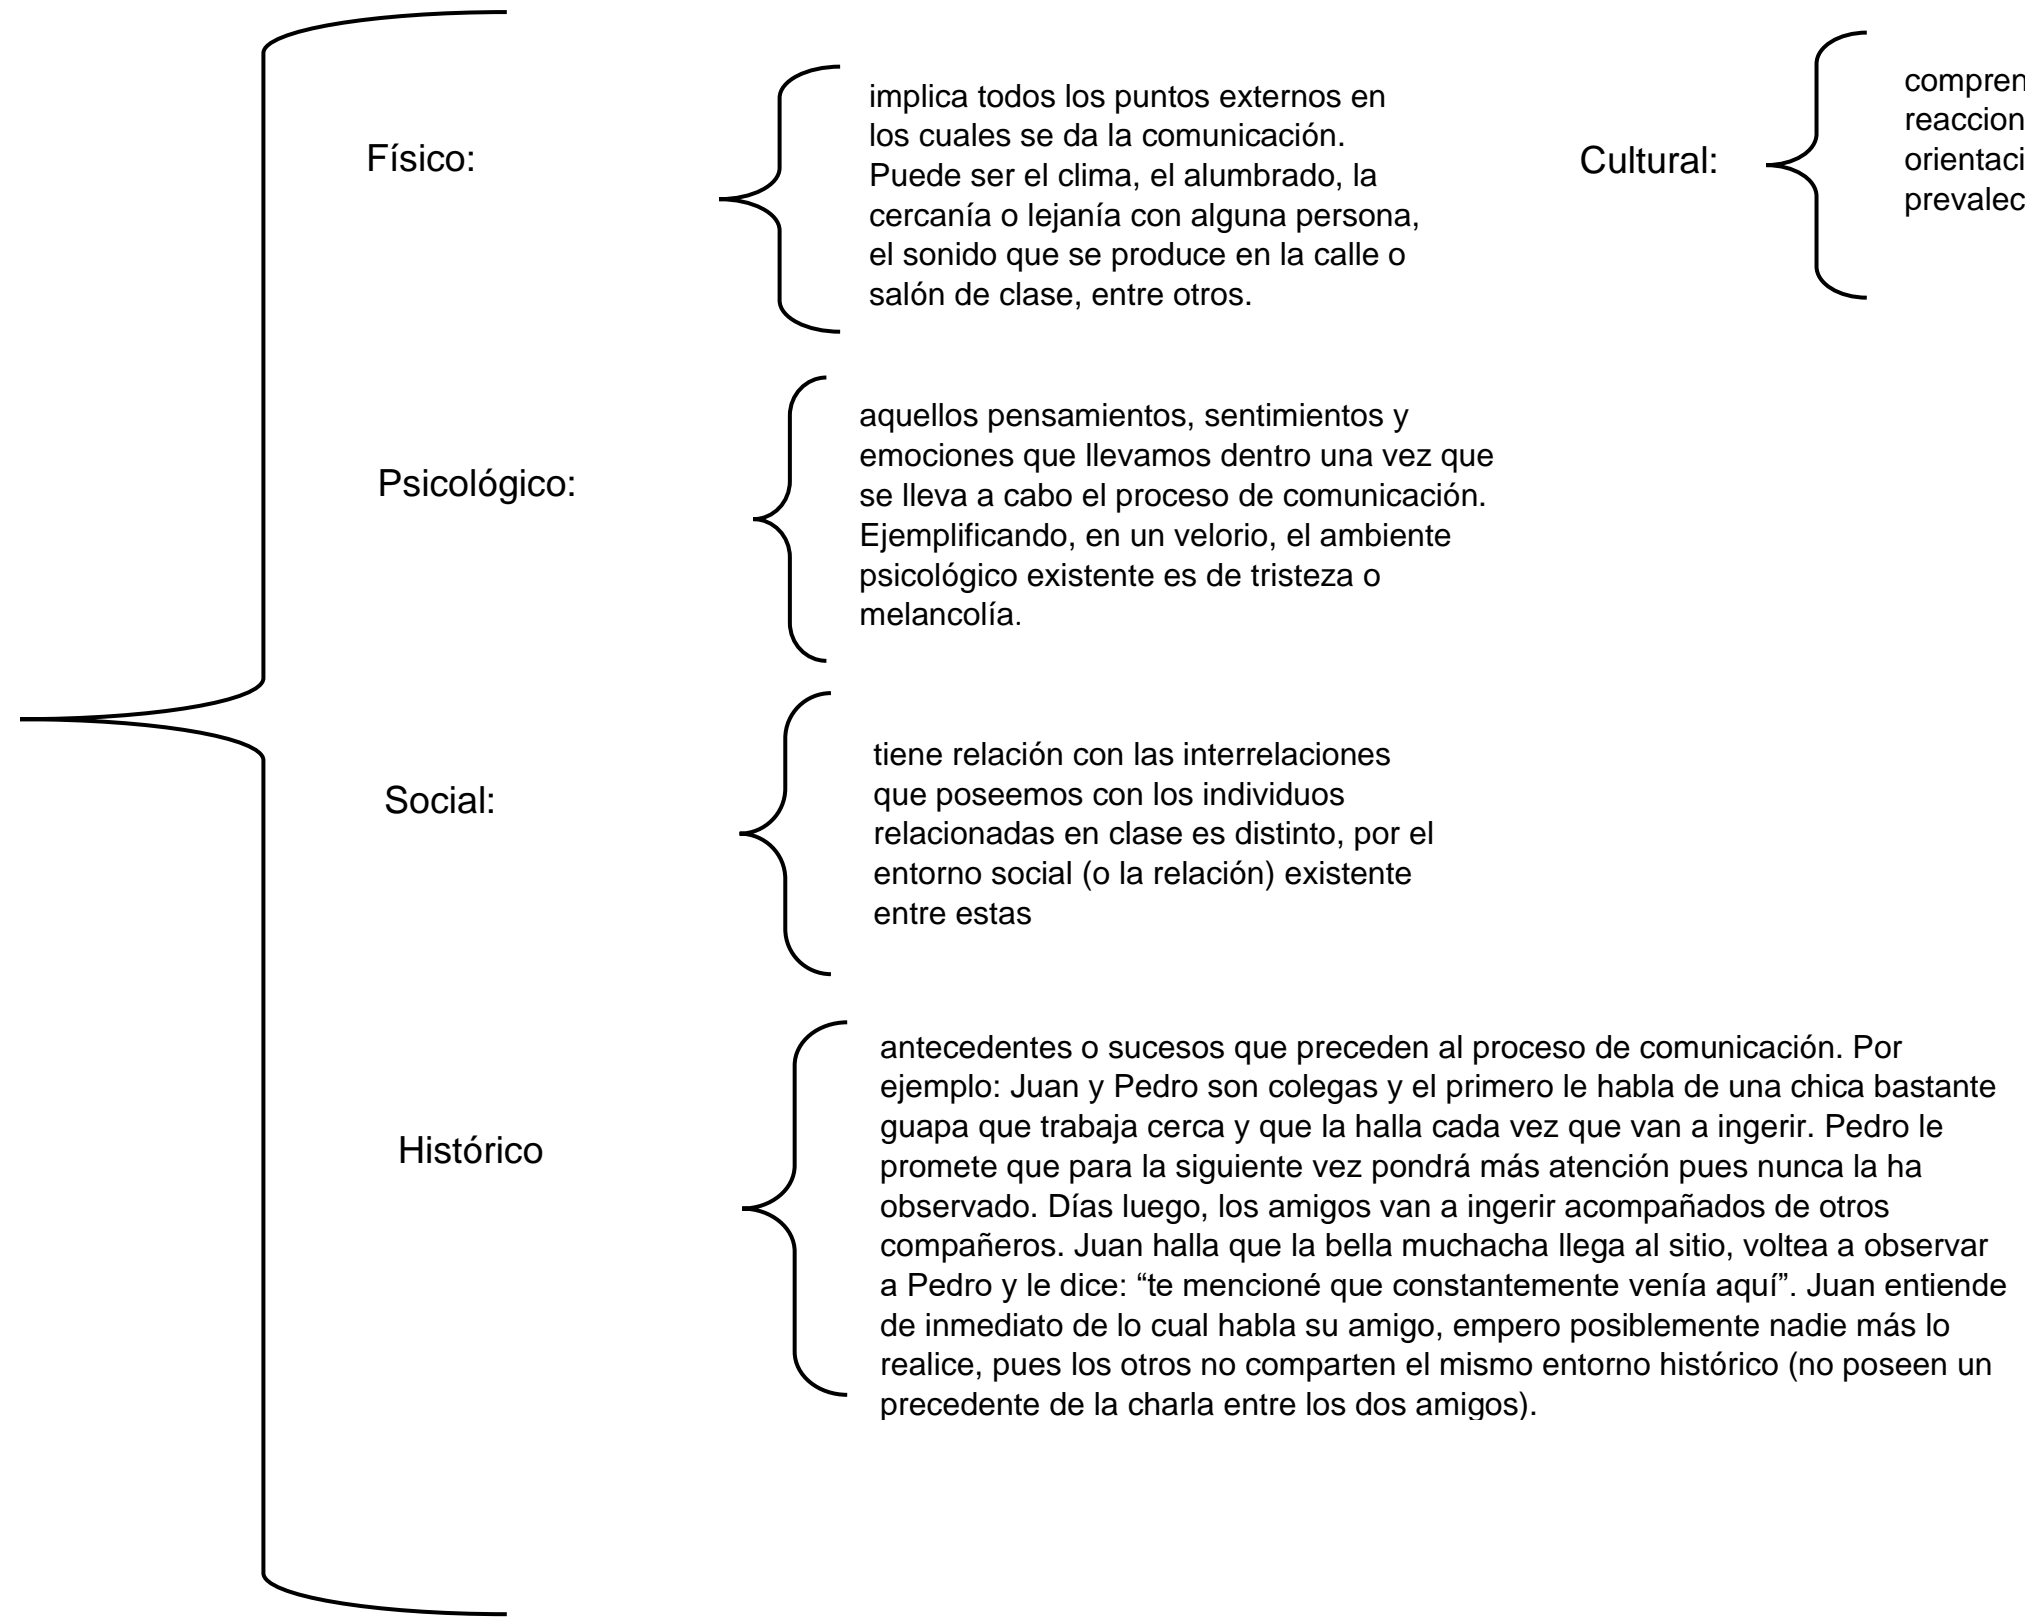 Físico:
implica todos los puntos externos en
los cuales se da la comunicación.
Puede ser el clima, el alumbrado, la
cercanía o lejanía con alguna persona,
el sonido que se produce en la calle o
salón de clase, entre otros.
Cultural:
Psicológico:
aquellos pensamientos, sentimientos y
emociones que llevamos dentro una vez que
se lleva a cabo el proceso de comunicación.
Ejemplificando, en un velorio, el ambiente
psicológico existente es de tristeza o
melancolía.
Social:
tiene relación con las interrelaciones
que poseemos con los individuos
relacionadas en clase es distinto, por el
entorno social (o la relación) existente
entre estas
Histórico
antecedentes o sucesos que preceden al proceso de comunicación. Por
ejemplo: Juan y Pedro son colegas y el primero le habla de una chica bastante
guapa que trabaja cerca y que la halla cada vez que van a ingerir. Pedro le
promete que para la siguiente vez pondrá más atención pues nunca la ha
observado. Días luego, los amigos van a ingerir acompañados de otros
compañeros. Juan halla que la bella muchacha llega al sitio, voltea a observar
a Pedro y le dice: “te mencioné que constantemente venía aquí”. Juan entiende
de inmediato de lo cual habla su amigo, empero posiblemente nadie más lo
realice, pues los otros no comparten el mismo entorno histórico (no poseen un
precedente de la charla entre los dos amigos).